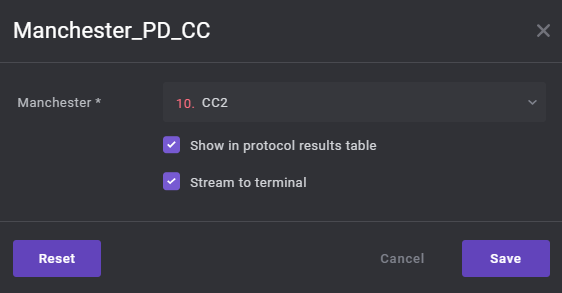 Manchester_PD_CC
Manchester *
10. CC2
Show in protocol results table
Stream to terminal
Reset
Cancel
Save